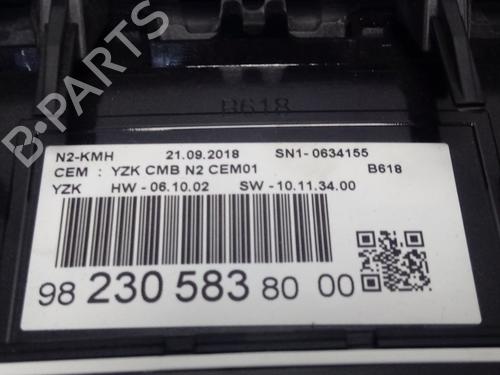 B-PARTS
B618
N2-KMH 21.09.2018 SN1- 0634155
CEM : YZK CMB N2 CEM01 B618
YZK HW - 06.10.02 SW - 10.11.34.00
98 230 583 80 00